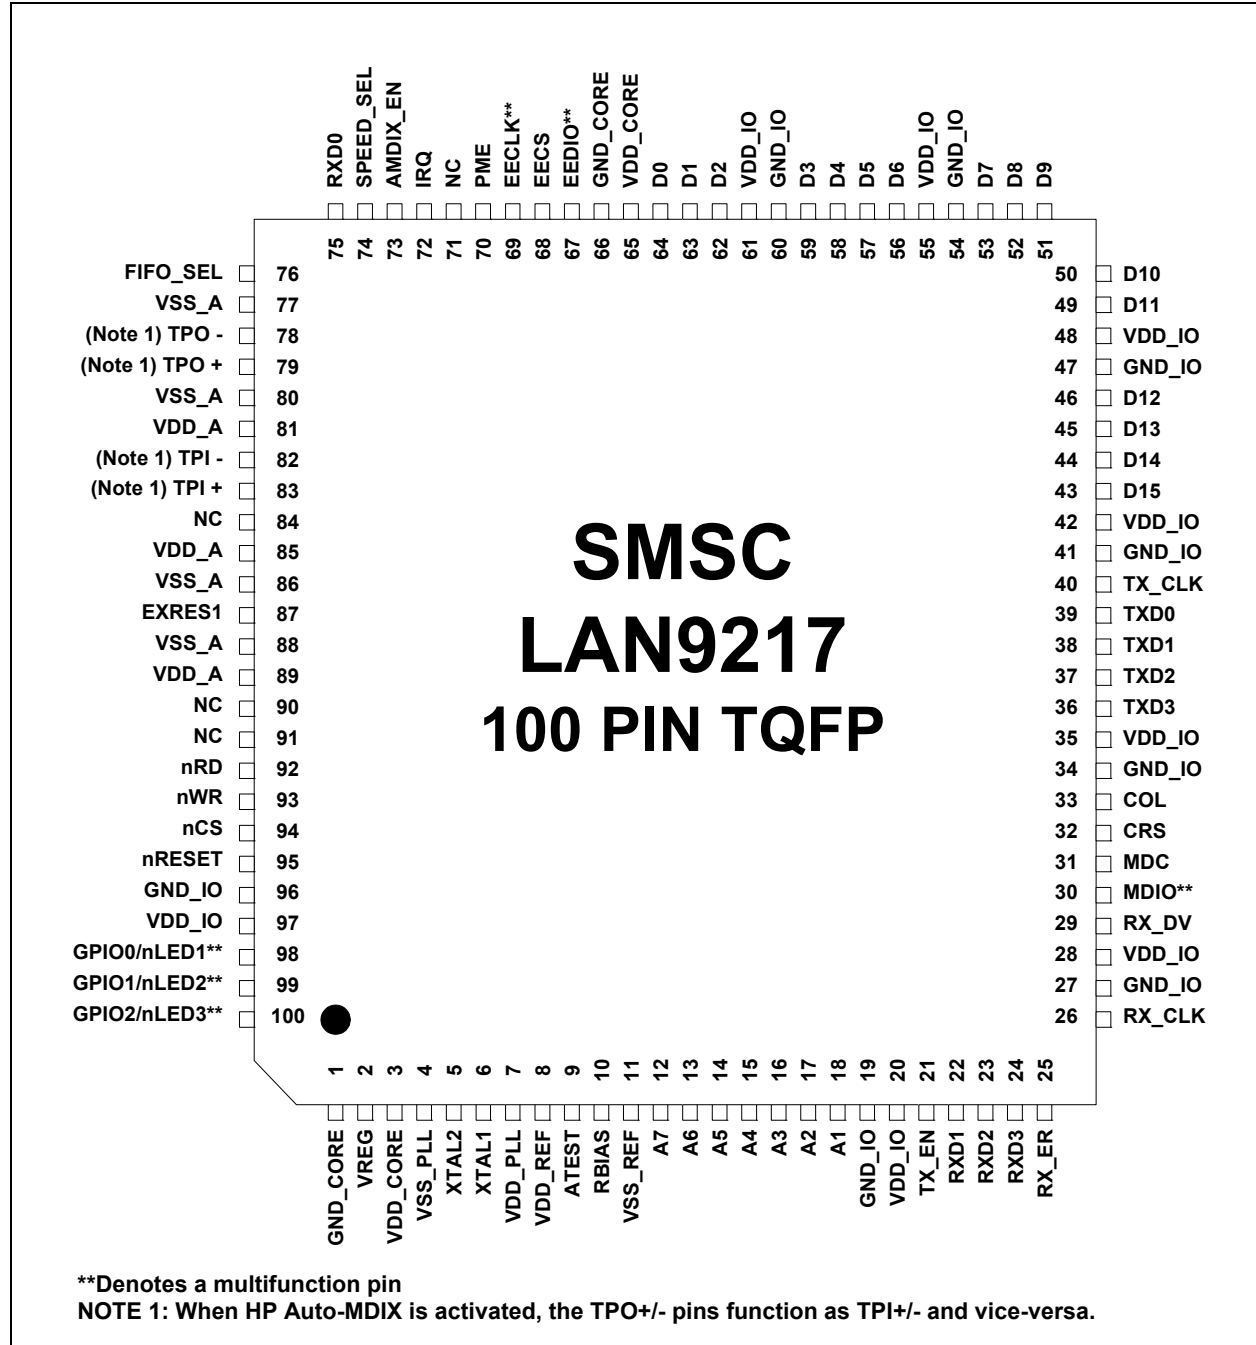 RXD0
SPEED_SEL
AMDIX_EN
IRQ
NC
PME
EECLK**
EECS
EEDIO**
GND_CORE
VDD_CORE
D0
D1
D2
VDD_IO
GND_IO
D3
D4
D5
D6
VDD_IO
GND_IO
D7
D8
D9
75
74
73
72
71
70
69
68
67
66
65
64
63
62
61
60
59
58
57
56
55
54
53
52
51
FIFO_SEL 76
VSS_A 77
(Note 1) TPO - 78
(Note 1) TPO + 79
VSS_A 80
VDD_A 81
(Note 1) TPI - 82
(Note 1) TPI + 83
NC 84
VDD_A 85
VSS_A 86
EXRES1 87
VSS_A 88
VDD_A 89
NC 90
NC 91
nRD 92
nWR 93
nCS 94
nRESET 95
GND_IO 96
VDD_IO 97
GPIO0/nLED1** 98
GPIO1/nLED2** 99
GPIO2/nLED3** 100
SMSC
LAN9217
100 PIN TQFP
50 D10
49 D11
48 VDD_IO
47 GND_IO
46 D12
45 D13
44 D14
43 D15
42 VDD_IO
41 GND_IO
40 TX_CLK
39 TXD0
38 TXD1
37 TXD2
36 TXD3
35 VDD_IO
34 GND_IO
33 COL
32 CRS
31 MDC
30 MDIO**
29 RX_DV
28 VDD_IO
27 GND_IO
26 RX_CLK
1
2
3
4
5
6
7
8
9
10
11
12
13
14
15
16
17
18
19
20
21
22
23
24
25
GND_CORE
VREG
VDD_CORE
VSS_PLL
XTAL2
XTAL1
VDD_PLL
VDD_REF
ATEST
RBIAS
VSS_REF
A7
A6
A5
A4
A3
A2
A1
GND_IO
VDD_IO
TX_EN
RXD1
RXD2
RXD3
RX_ER
**Denotes a multifunction pin
NOTE 1: When HP Auto-MDIX is activated, the TPO+/- pins function as TPI+/- and vice-versa.